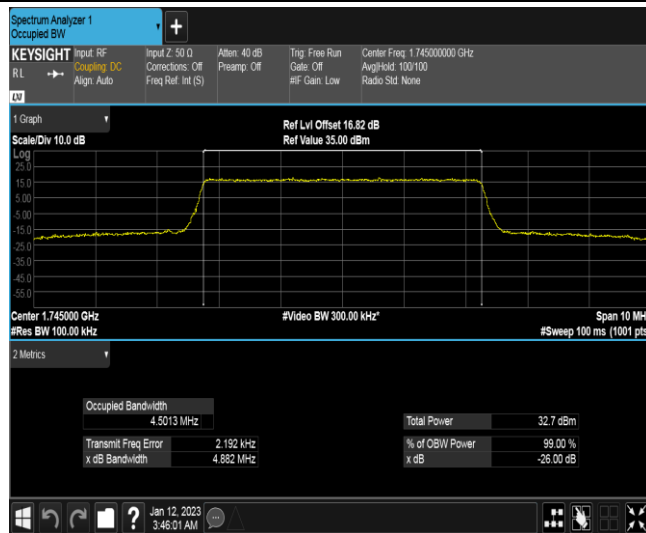 Spectrum Analyzer 1
Occupied BW
+
KEYSIGHT
RL
Input: RF
Coupling: DC
Align: Auto
Input Z: 50 Ω
Corrections: Off
Freq Ref: Int (S)
Atten: 40 dB
Preamp: Off
Trig: Free Run
Gate: Off
#IF Gain: Low
Center Freq: 1.745000000 GHz
Avg|Hold: 100/100
Radio Std: None
1 Graph
Scale/Div 10.0 dB
Ref Lvl Offset 16.82 dB
Ref Value 35.00 dBm
Log
25.0
15.0
5.00
-5.00
-15.0
-25.0
-35.0
-45.0
-55.0
Center 1.745000 GHz
#Video BW 300.00 kHz*
Span 10 MH
#Res BW 100.00 kHz
#Sweep 100 ms (1001 pts
2 Metrics
Occupied Bandwidth
4.5013 MHz
Total Power 32.7 dBm
Transmit Freq Error 2.192 kHz
% of OBW Power 99.00 %
x dB Bandwidth 4.882 MHz
x dB -26.00 dB
?
Jan 12, 2023
3:46:01 AM